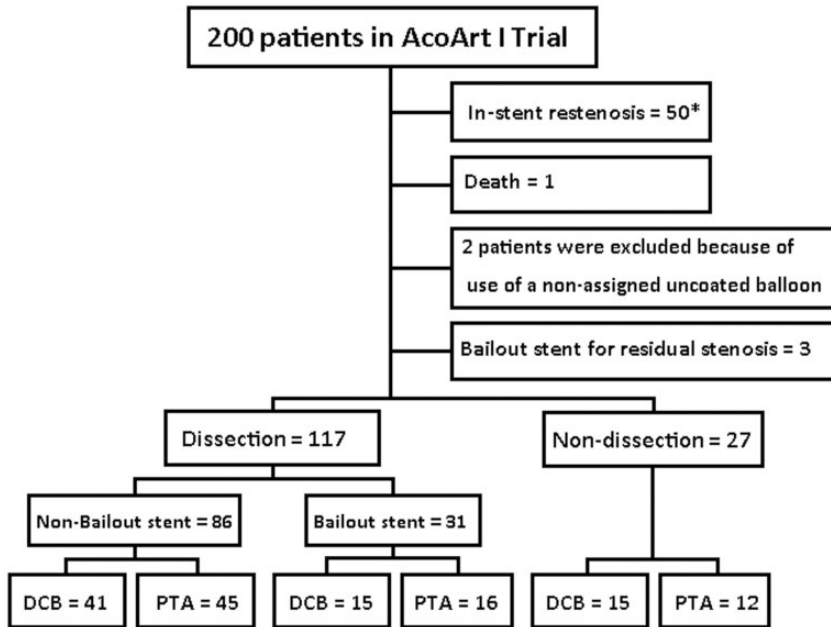 200 patients in AcoArt I Trial
In-stent restenosis = 50*
Death = 1
2 patients were excluded because of
use of a non-assigned uncoated balloon
Bailout stent for residual stenosis = 3
Dissection = 117
Non-dissection = 27
Non-Bailout stent = 86
Bailout stent = 31
DCB = 41
PTA = 45
DCB = 15
PTA = 16
DCB = 15
PTA = 12